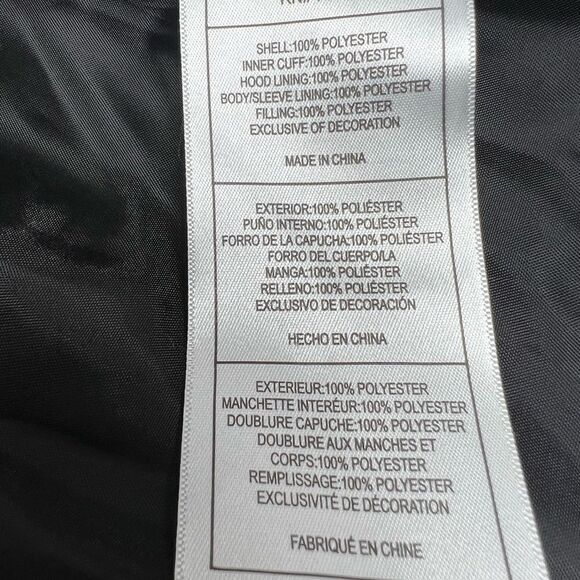 SHELL:100% POLYESTER
INNER CUFF:100% POLYESTER
HOOD LINING:100% POLYESTER
BODY/SLEEVE LINING:100% POLYESTER
FILLING:100% POLYESTER
EXCLUSIVE OF DECORATION
MADE IN CHINA
EXTERIOR:100% POLIÉSTER
PUÑO INTERNO:100% POLIÉSTER
FORRO DE LA CAPUCHA:100% POLIÉSTER
FORRO DEL CUERPO/LA
MANGA:100% POLIÉSTER
RELLENO:100% POLIÉSTER
EXCLUSIVO DE DECORACIÓN
HECHO EN CHINA
EXTERIEUR:100% POLYESTER
MANCHETTE INTERÉUR:100% POLYESTER
DOUBLURE CAPUCHE:100% POLYESTER
DOUBLURE AUX MANCHES ET
CORPS:100% POLYESTER
REMPLISSAGE:100% POLYESTER
EXCLUSIVITÉ DE DÉCORATION
FABRIQUÉ EN CHINE